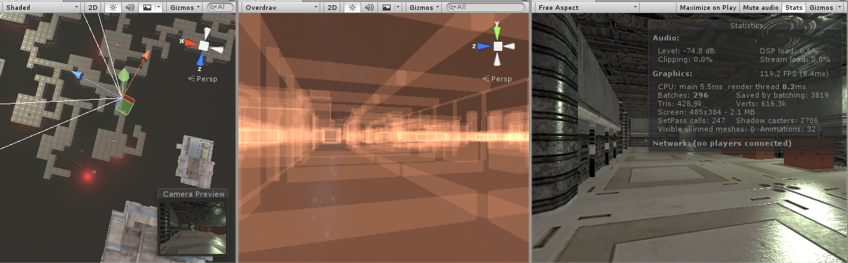 Shaded
2D
Gizmos
All
x
z
Persp
Camera Preview
Overdraw
2D
Gizmos
All
y
z
Persp
Free Aspect
Maximize on Play
Mute audio
Stats
Gizmos
Statistics
Audio:
Level: -74.8 dB DSP load: 0.6%
Clipping: 0.0% Stream load: 0.0%
Graphics: 119.2 FPS (8.4ms)
CPU: main 5.5ms render thread 8.2ms
Batches: 296 Saved by batching: 3819
Tris: 428.9k Verts: 616.3k
Screen: 485x384 - 2.1 MB
SetPass calls: 247 Shadow casters: 2706
Visible skinned meshes: 0 Animations: 32
Network: (no players connected)